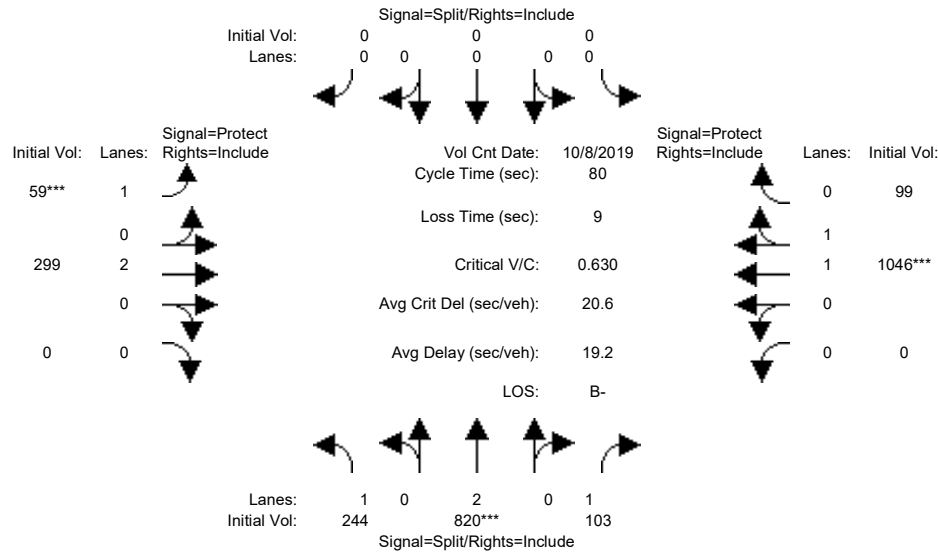 Signal=Split/Rights=Include
Initial Vol: 0 0 0
Lanes: 0 0 0 0 0
Signal=Protect Signal=Protect
Initial Vol: Lanes: Rights=Include Vol Cnt Date: 10/8/2019 Rights=Include Lanes: Initial Vol:
Cycle Time (sec): 80
59*** 1 0 99
Loss Time (sec): 9
0 1
299 2 Critical V/C: 0.630 1 1046***
0 Avg Crit Del (sec/veh): 20.6 0
0 0 Avg Delay (sec/veh): 19.2 0 0
LOS: B-
Lanes: 1 0 2 0 1
Initial Vol: 244 820*** 103
Signal=Split/Rights=Include